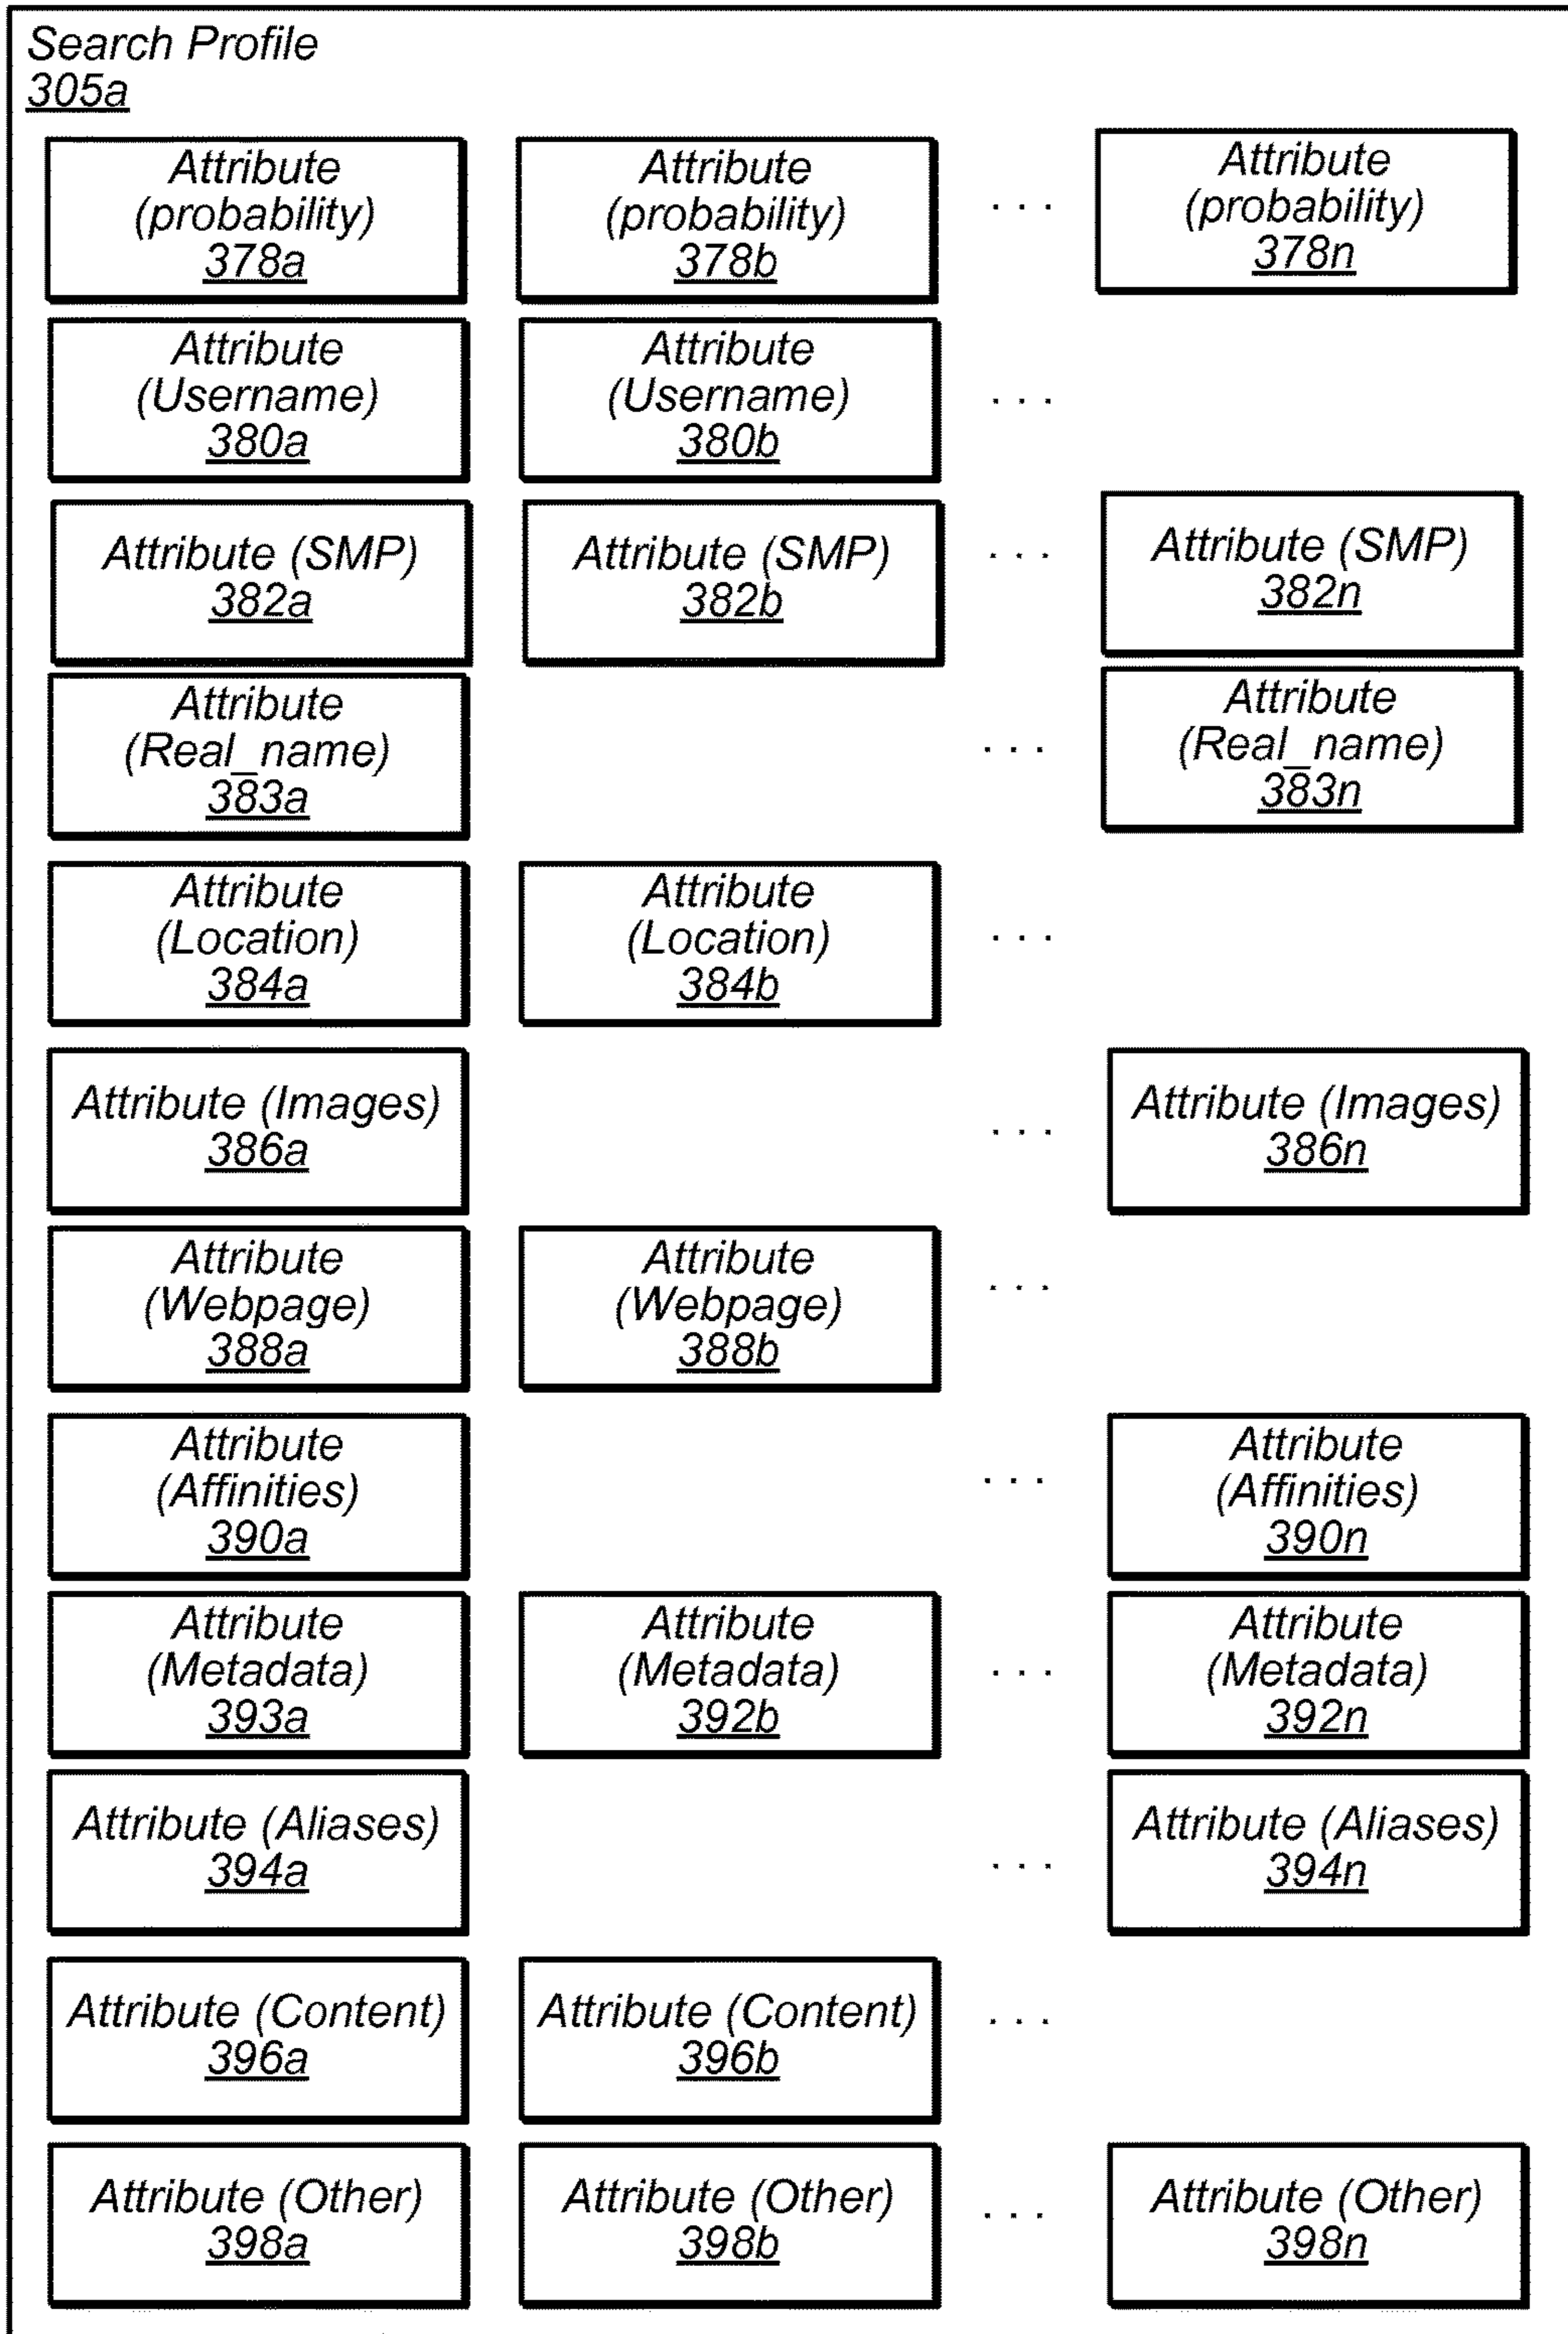 Search Profile
305a
Attribute
(probability)
378a
Attribute
(probability)
378b
. . .
Attribute
(probability)
378n
Attribute
(Username)
380a
Attribute
(Username)
380b
. . .
Attribute (SMP)
382a
Attribute (SMP)
382b
. . .
Attribute (SMP)
382n
Attribute
(Real_name)
383a
. . .
Attribute
(Real_name)
383n
Attribute
(Location)
384a
Attribute
(Location)
384b
. . .
Attribute (Images)
386a
. . .
Attribute (Images)
386n
Attribute
(Webpage)
388a
Attribute
(Webpage)
388b
. . .
Attribute
(Affinities)
390a
. . .
Attribute
(Affinities)
390n
Attribute
(Metadata)
393a
Attribute
(Metadata)
392b
. . .
Attribute
(Metadata)
392n
Attribute (Aliases)
394a
. . .
Attribute (Aliases)
394n
Attribute (Content)
396a
Attribute (Content)
396b
. . .
Attribute (Other)
398a
Attribute (Other)
398b
. . .
Attribute (Other)
398n